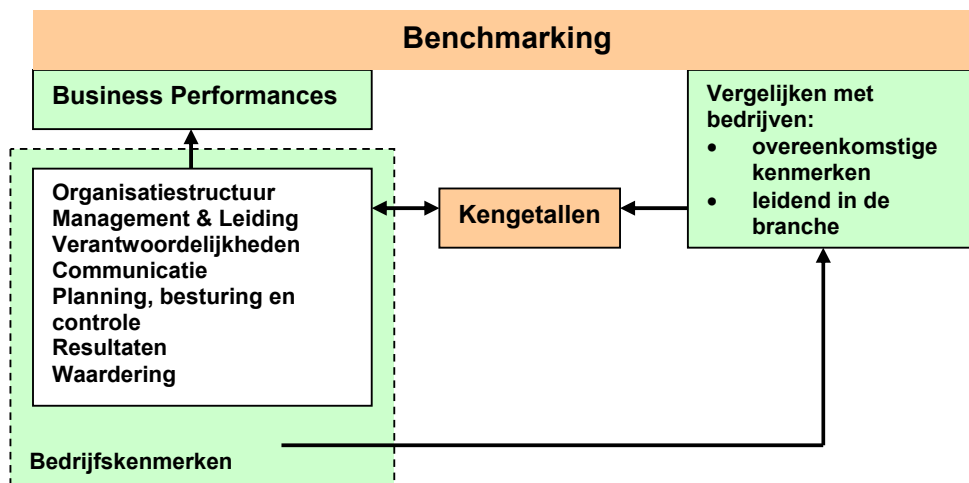 Benchmarking
Business Performances
Organisatiestructuur
Management & Leiding
Verantwoordelijkheden
Communicatie
Planning, besturing en
controle
Resultaten
Waardering
Bedrijfskenmerken
Kengetallen
Vergelijken met
bedrijven:
• overeenkomstige
kenmerken
• leidend in de
branche